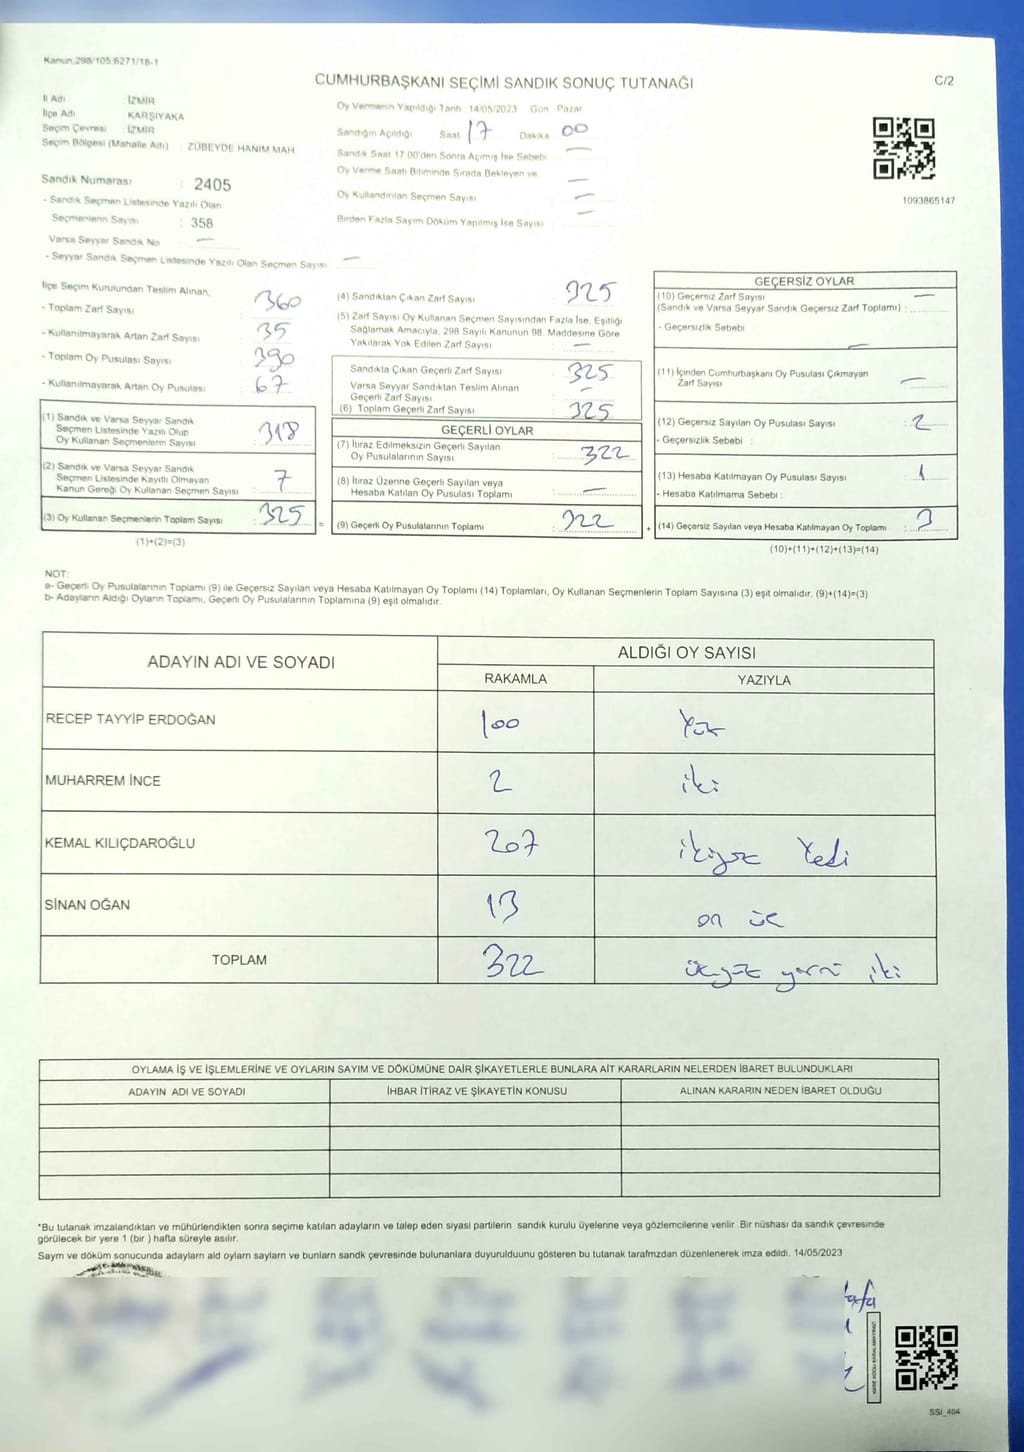 Kanun:298/105.6271/18-1
CUMHURBAŞKANI SEÇİMİ SANDIK SONUÇ TUTANAĞI
C/2
İl Adı İZMİR
İlçe Adı KARŞIYAKA
Seçim Çevresi : İZMİR
Seçim Bölgesi (Mahalle Adı) : ZÜBEYDE HANIM MAH.
Sandık Numarası : 2405
- Sandık Seçmen Listesinde Yazılı Olan
Seçmenlerin Sayısı : 358
Varsa Seyyar Sandık No —
- Seyyar Sandık Seçmen Listesinde Yazılı Olan Seçmen Sayısı : —
Oy Vermenin Yapıldığı Tarih 14/05/2023 Gün Pazar
Sandığın Açıldığı Saat 17 Dakika 00
Sandık Saat 17:00'den Sonra Açımış İse Sebebi —
Oy Verme Saati Bitiminde Sırada Bekleyen ve
Oy Kullandırılan Seçmen Sayısı —
Birden Fazla Sayım Döküm Yapılmış İse Sayısı —
1093865147
İlçe Seçim Kurulundan Teslim Alınan,
- Toplam Zarf Sayısı : 360
- Kullanılmayarak Artan Zarf Sayısı : 35
- Toplam Oy Pusulası Sayısı : 390
- Kullanılmayarak Artan Oy Pusulası : 67
(1) Sandık ve Varsa Seyyar Sandık
Seçmen Listesinde Yazılı Olup
Oy Kullanan Seçmenlerin Sayısı : 318
(2) Sandık ve Varsa Seyyar Sandık
Seçmen Listesinde Kayıtlı Olmayan
Kanun Gereği Oy Kullanan Seçmen Sayısı : 7
(3) Oy Kullanan Seçmenlerin Toplam Sayısı : 325 =
(1)+(2)=(3)
(4) Sandıktan Çıkan Zarf Sayısı : 325
(5) Zarf Sayısı Oy Kullanan Seçmen Sayısından Fazla İse, Eşitliği
Sağlamak Amacıyla, 298 Sayılı Kanunun 98. Maddesine Göre
Yakılarak Yok Edilen Zarf Sayısı : —
Sandıkta Çıkan Geçerli Zarf Sayısı : 325
Varsa Seyyar Sandıktan Teslim Alınan
Geçerli Zarf Sayısı : —
(6) Toplam Geçerli Zarf Sayısı : 325
GEÇERLİ OYLAR
(7) İtiraz Edilmeksizin Geçerli Sayılan
Oy Pusulalarının Sayısı : 322
(8) İtiraz Üzerine Geçerli Sayılan veya
Hesaba Katılan Oy Pusulası Toplamı : —
(9) Geçerli Oy Pusulalarının Toplamı : 322 +
GEÇERSİZ OYLAR
(10) Geçersiz Zarf Sayısı —
(Sandık ve Varsa Seyyar Sandık Geçersiz Zarf Toplamı) :
- Geçersizlik Sebebi —
(11) İçinden Cumhurbaşkanı Oy Pusulası Çıkmayan
Zarf Sayısı : —
(12) Geçersiz Sayılan Oy Pusulası Sayısı : 2
- Geçersizlik Sebebi :
(13) Hesaba Katılmayan Oy Pusulası Sayısı : 1
- Hesaba Katılmama Sebebi :
(14) Geçersiz Sayılan veya Hesaba Katılmayan Oy Toplamı : 3
(10)+(11)+(12)+(13)=(14)
NOT:
a- Geçerli Oy Pusulalarının Toplamı (9) ile Geçersiz Sayılan veya Hesaba Katılmayan Oy Toplamı (14) Toplamları, Oy Kullanan Seçmenlerin Toplam Sayısına (3) eşit olmalıdır. (9)+(14)=(3)
b- Adayların Aldığı Oyların Toplamı, Geçerli Oy Pusulalarının Toplamına (9) eşit olmalıdır.
ADAYIN ADI VE SOYADI
ALDIĞI OY SAYISI
RAKAMLA YAZIYLA
RECEP TAYYİP ERDOĞAN 100 Yüz
MUHARREM İNCE 2 iki
KEMAL KILIÇDAROĞLU 207 ikiyüz Yedi
SİNAN OĞAN 13 on üç
TOPLAM 322 üçyüz yirmi iki
OYLAMA İŞ VE İŞLEMLERİNE VE OYLARIN SAYIM VE DÖKÜMÜNE DAİR ŞİKAYETLERLE BUNLARA AİT KARARLARIN NELERDEN İBARET BULUNDUKLARI
ADAYIN ADI VE SOYADI İHBAR İTİRAZ VE ŞİKAYETİN KONUSU ALINAN KARARIN NEDEN İBARET OLDUĞU
*Bu tutanak imzalandıktan ve mühürlendikten sonra seçime katılan adayların ve talep eden siyasi partilerin sandık kurulu üyelerine veya gözlemcilerine verilir .Bir nüshası da sandık çevresinde
görülecek bir yere 1 (bir ) hafta süreyle asılır.
Saym ve döküm sonucunda adaylarn ald oylarn saylarn ve bunlarn sandk çevresinde bulunanlara duyurulduunu gösteren bu tutanak tarafmzdan düzenlenerek imza edildi. 14/05/2023
SSI_404